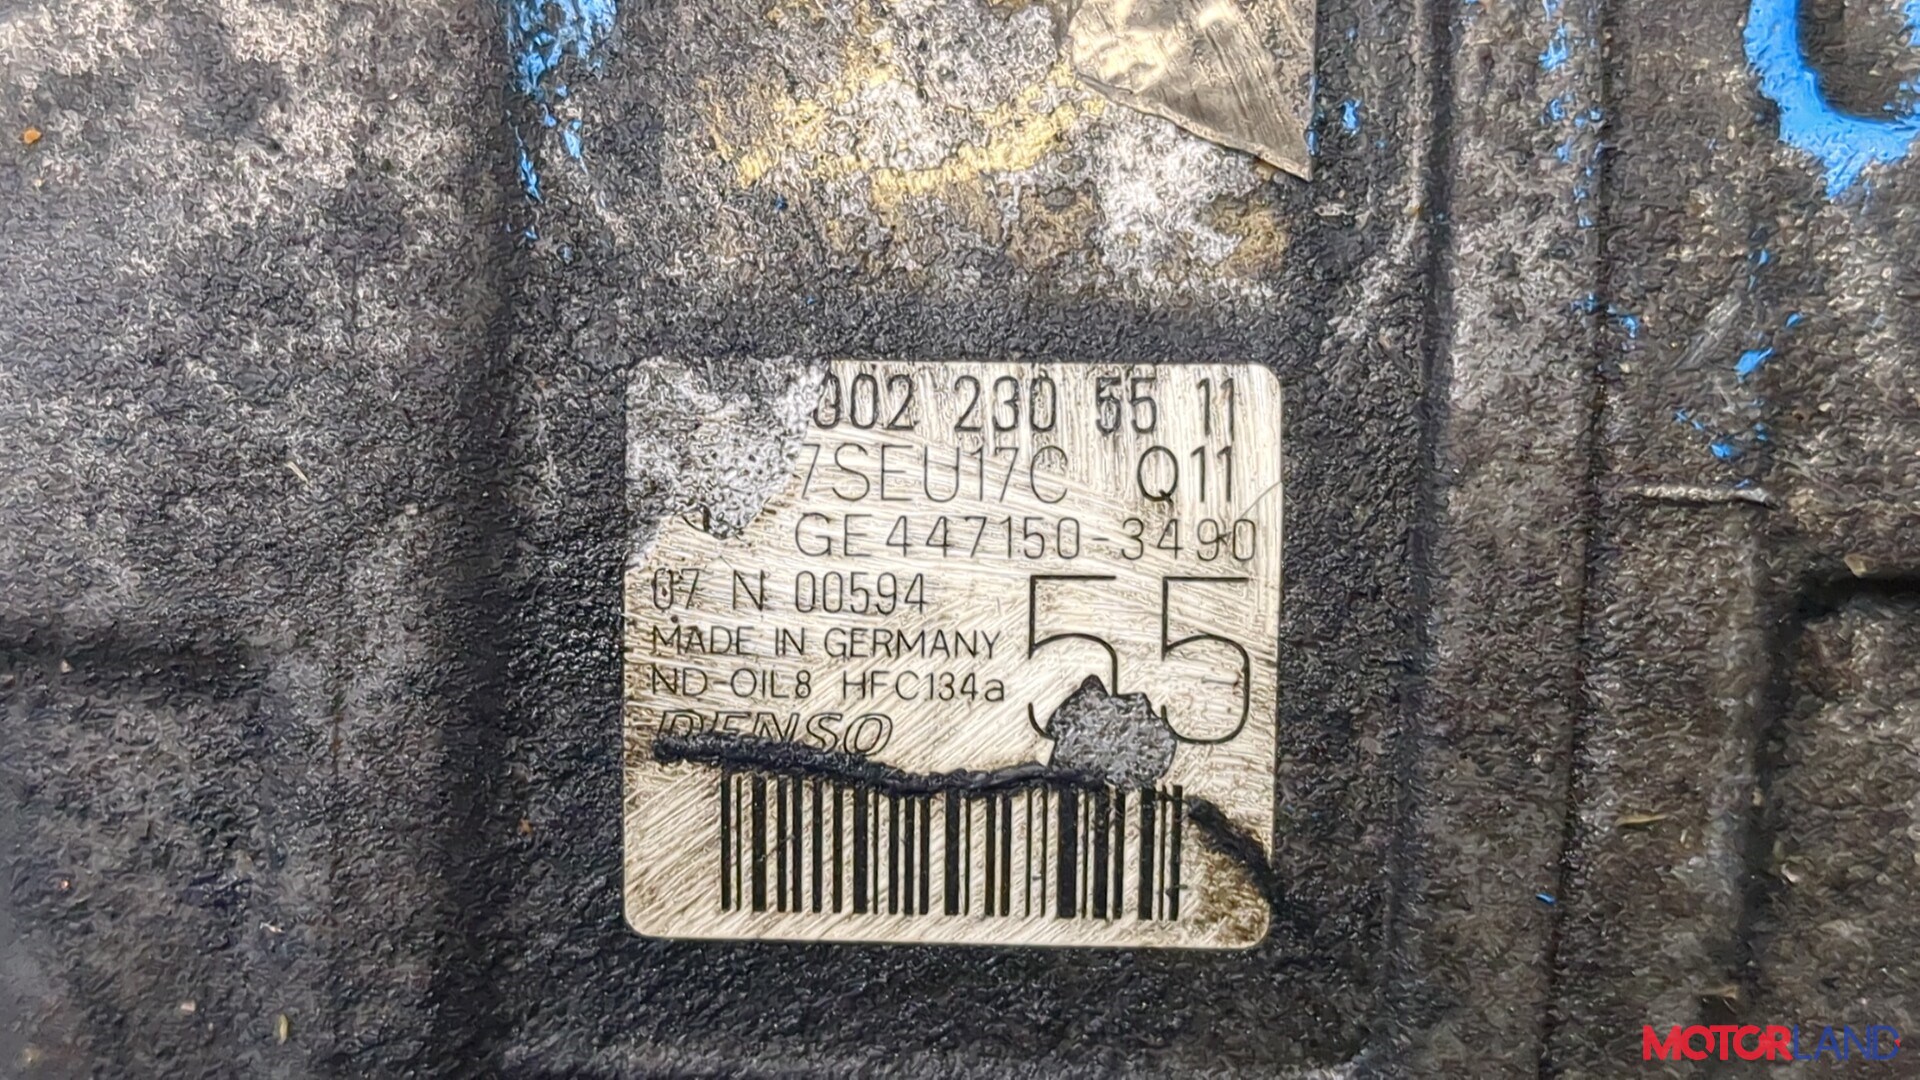 002 230 55 11
7SEU17C Q11
GE447150-3490
07 N 00594
55
MADE IN GERMANY
ND-OIL8 HFC134a
DENSO
MOTORLAND